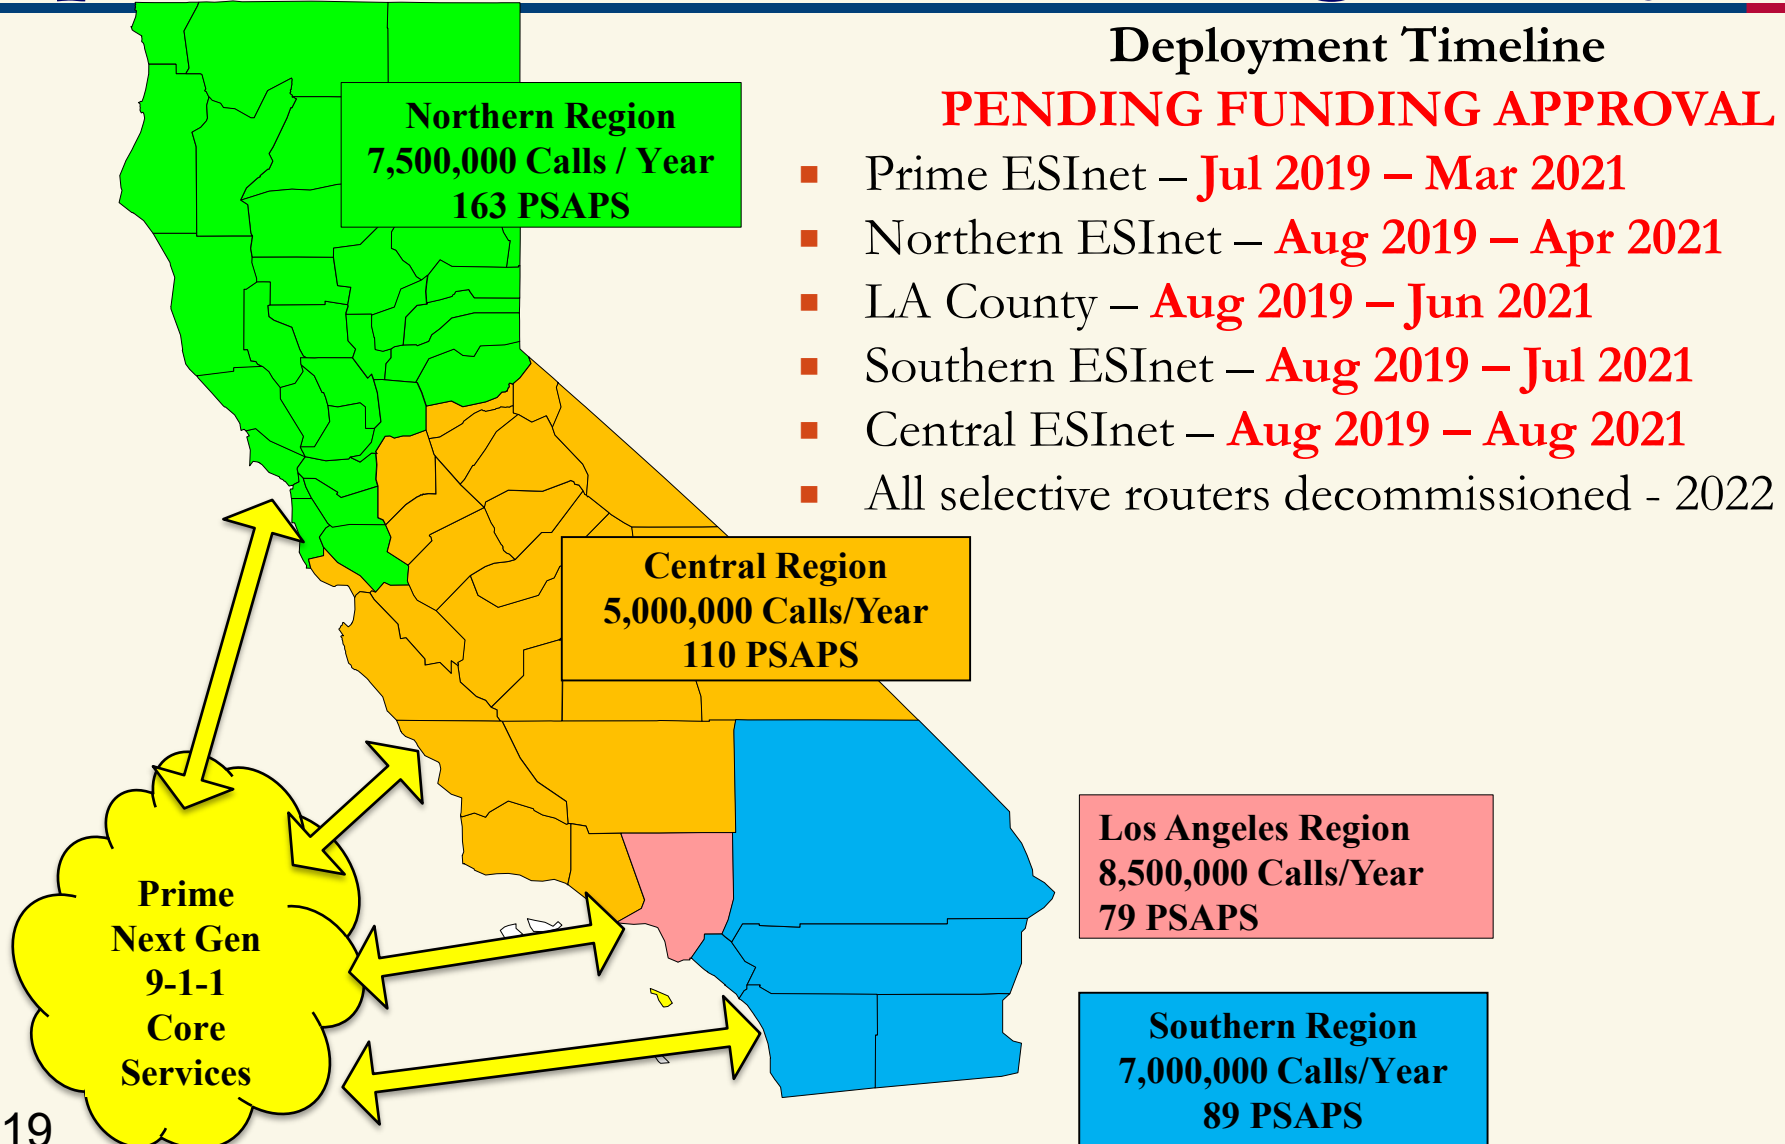 Deployment Timeline
PENDING FUNDING APPROVAL
▪ Prime ESInet – Jul 2019 – Mar 2021
▪ Northern ESInet – Aug 2019 – Apr 2021
▪ LA County – Aug 2019 – Jun 2021
▪ Southern ESInet – Aug 2019 – Jul 2021
▪ Central ESInet – Aug 2019 – Aug 2021
▪ All selective routers decommissioned - 2022
Northern Region
7,500,000 Calls / Year
163 PSAPS
Central Region
5,000,000 Calls/Year
110 PSAPS
Los Angeles Region
8,500,000 Calls/Year
79 PSAPS
Southern Region
7,000,000 Calls/Year
89 PSAPS
Prime
Next Gen
9-1-1
Core
Services
19